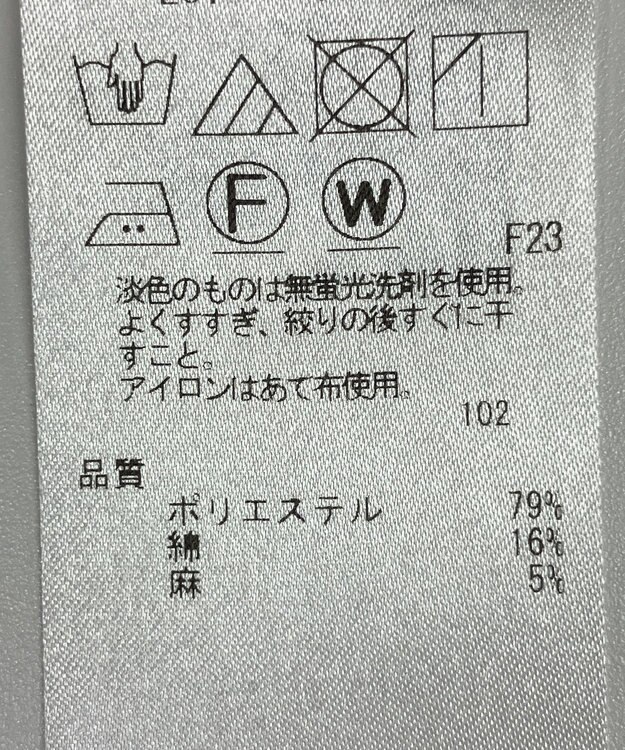 F
W
F23
淡色のものは無蛍光洗剤を使用。
よくすすぎ、絞りの後すぐに干
すこと。
アイロンはあて布使用。
102
品質
ポリエステル 79%
綿 16%
麻 5%